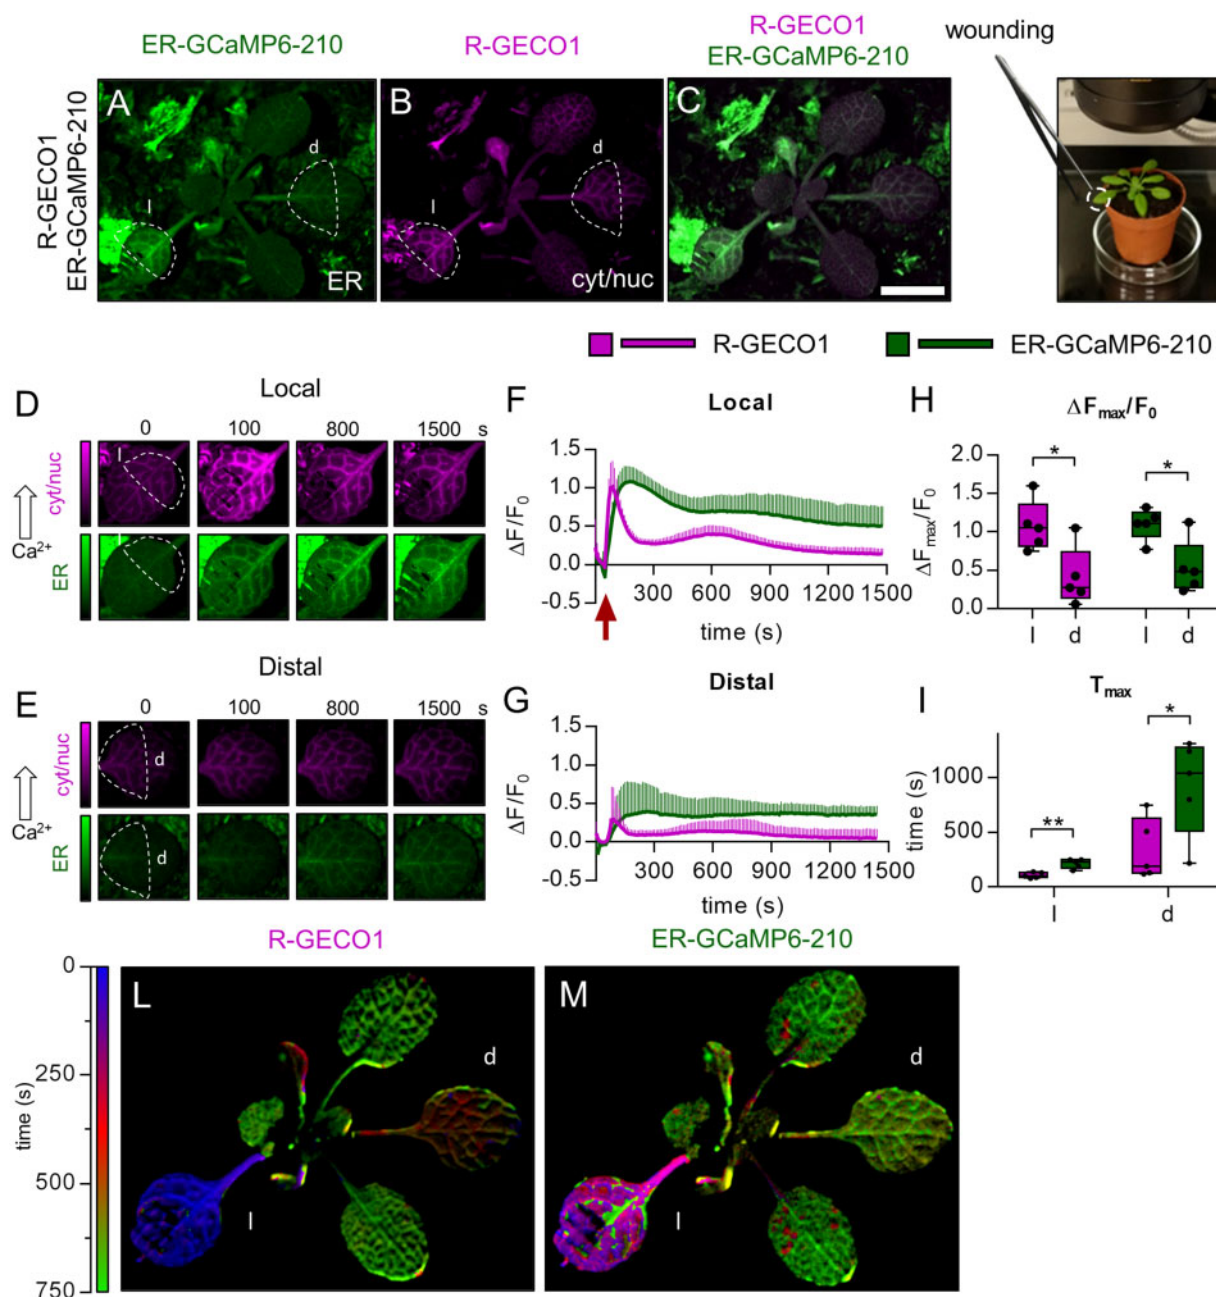 ER-GCaMP6-210
R-GECO1
R-GECO1
ER-GCaMP6-210
wounding
R-GECO1
ER-GCaMP6-210
A
d
l
ER
B
d
l
cyt/nuc
C
R-GECO1
ER-GCaMP6-210
D
Local
0 100 800 1500 s
cyt/nuc
Ca²⁺
ER
l
l
F
Local
ΔF/F₀
1.5
1.0
0.5
0.0
-0.5
300 600 900 1200 1500
time (s)
H
ΔFmax/F₀
ΔFmax/F₀
2.0
1.5
1.0
0.5
0.0
* *
l d l d
E
Distal
0 100 800 1500 s
cyt/nuc
Ca²⁺
ER
d
d
G
Distal
ΔF/F₀
1.5
1.0
0.5
0.0
-0.5
300 600 900 1200 1500
time (s)
I
Tmax
time (s)
1000
500
0
** *
l d
R-GECO1
ER-GCaMP6-210
time (s)
0
250
500
750
L
d
l
M
d
l